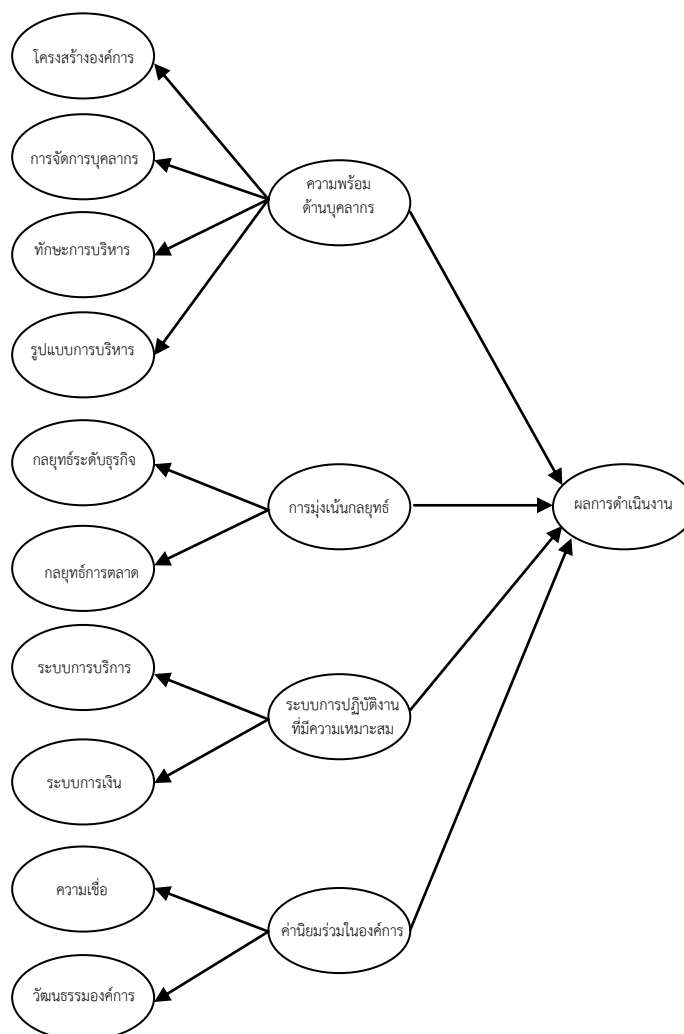 โครงสร้างองค์การ
การจัดการบุคลากร
ทักษะการบริหาร
รูปแบบการบริหาร
ความพร้อม
ด้านบุคลากร
กลยุทธ์ระดับธุรกิจ
กลยุทธ์การตลาด
การมุ่งเน้นกลยุทธ์
ผลการดำเนินงาน
ระบบการบริการ
ระบบการเงิน
ระบบการปฏิบัติงาน
ที่มีความเหมาะสม
ความเชื่อ
วัฒนธรรมองค์การ
ค่านิยมร่วมในองค์การ